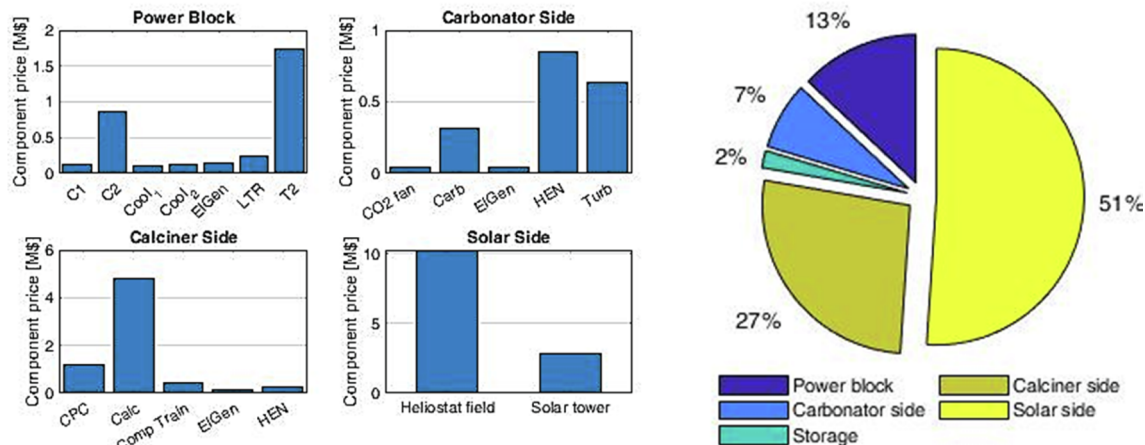 Power Block
Component price [M$]
2
1.5
1
0.5
0
C1
C2
Cool_1
Cool_2
ElGen
LTR
T2
Carbonator Side
Component price [M$]
1
0.5
0
CO2 fan
Carb
ElGen
HEN
Turb
Calciner Side
Component price [M$]
6
4
2
0
CPC
Calc
Comp Train
ElGen
HEN
Solar Side
Component price [M$]
10
5
0
Heliostat field
Solar tower
13%
7%
2%
27%
51%
Power block
Carbonator side
Storage
Calciner side
Solar side